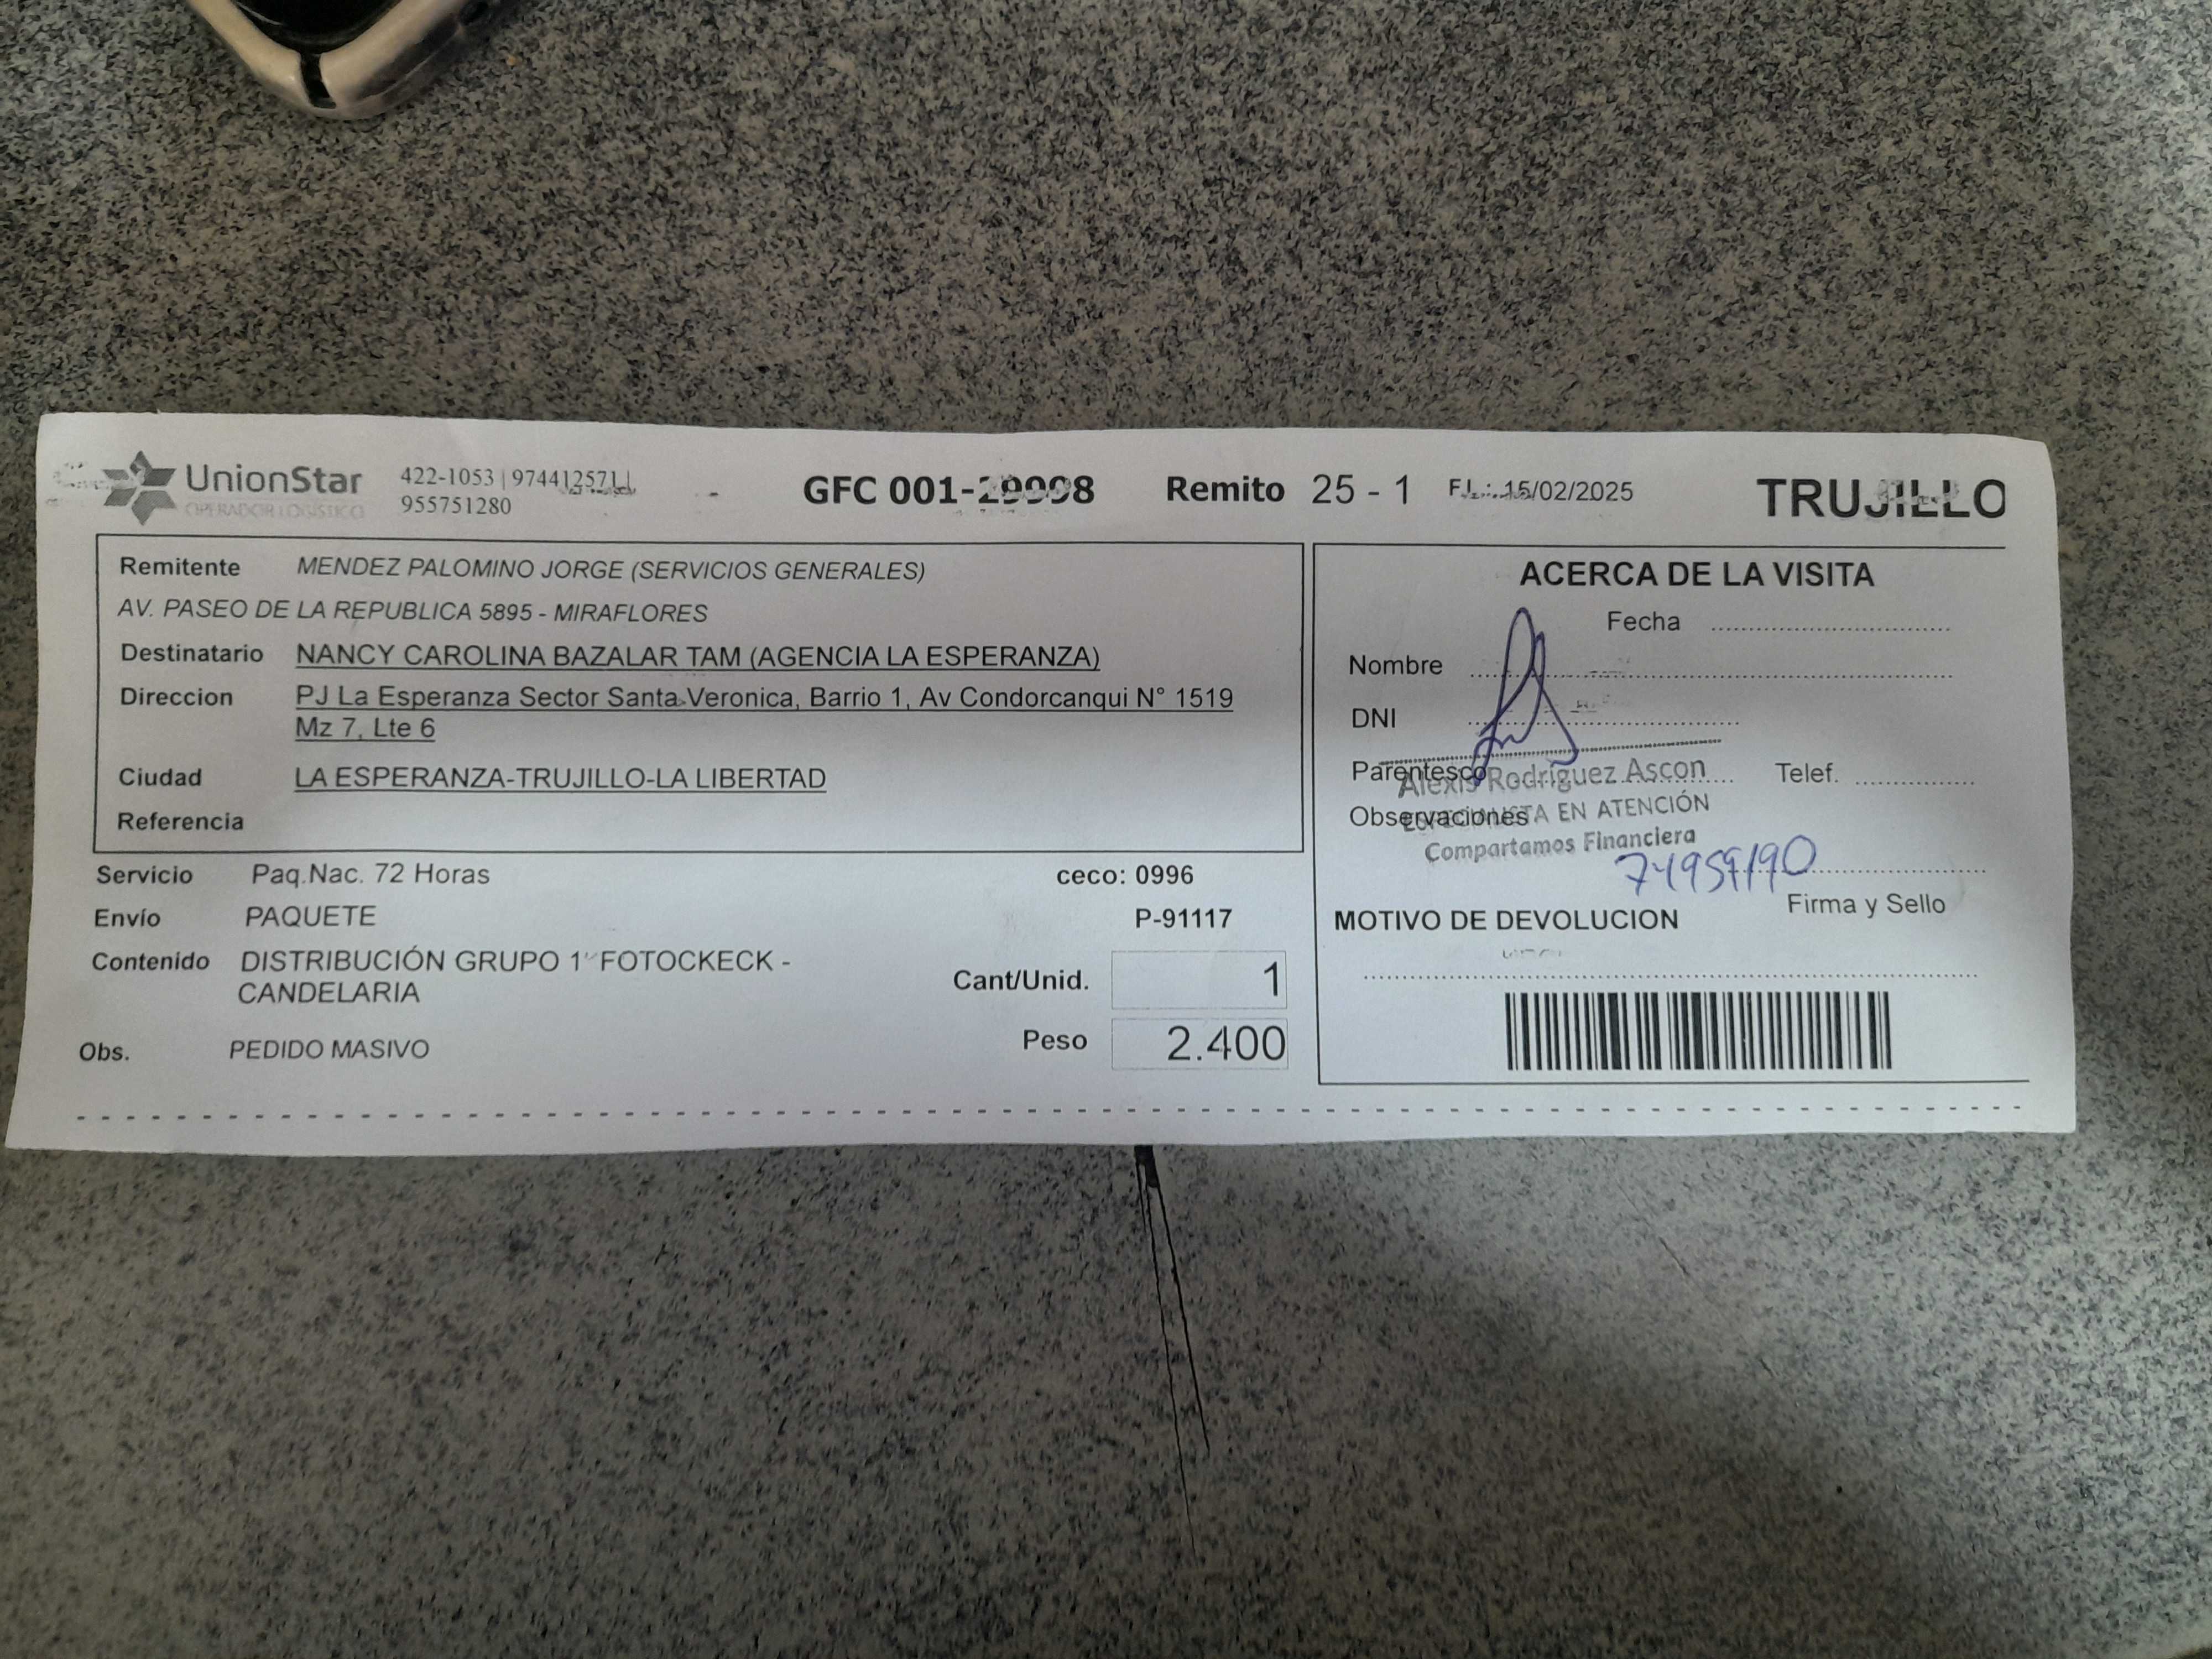 UnionStar
OPERADOR LOGÍSTICO
422-1053 | 974412571 |
955751280
GFC 001-29998 Remito 25 - 1 F.I.: 15/02/2025 TRUJILLO
Remitente MENDEZ PALOMINO JORGE (SERVICIOS GENERALES)
AV. PASEO DE LA REPUBLICA 5895 - MIRAFLORES
Destinatario NANCY CAROLINA BAZALAR TAM (AGENCIA LA ESPERANZA)
Direccion PJ La Esperanza Sector Santa Veronica, Barrio 1, Av Condorcanqui N° 1519
Mz 7, Lte 6
Ciudad LA ESPERANZA-TRUJILLO-LA LIBERTAD
Referencia
Servicio Paq.Nac. 72 Horas ceco: 0996
Envío PAQUETE P-91117
Contenido DISTRIBUCIÓN GRUPO 1 FOTOCKECK -
CANDELARIA
Cant/Unid. 1
Peso 2.400
Obs. PEDIDO MASIVO
ACERCA DE LA VISITA
Fecha
Nombre
DNI
Parentesco Telef.
Alexis Rodríguez Ascon
Observaciones
ESPECIALISTA EN ATENCIÓN
Compartamos Financiera
74959190
Firma y Sello
MOTIVO DE DEVOLUCION